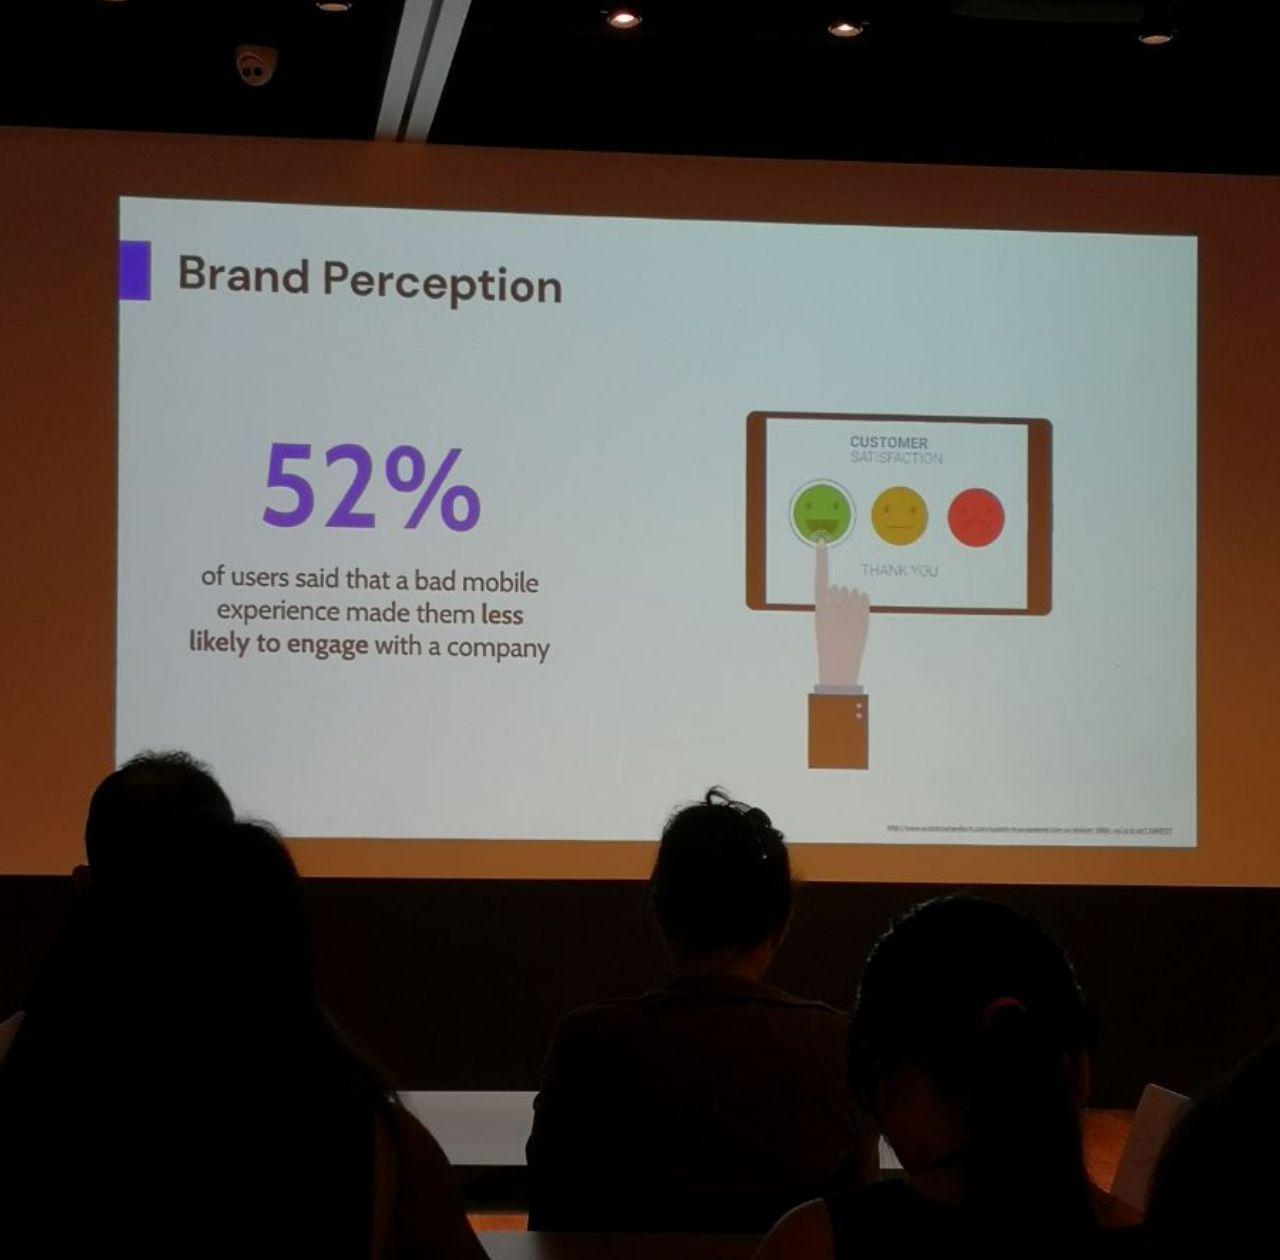 Brand Perception
52%
of users said that a bad mobile
experience made them less
likely to engage with a company
CUSTOMER
SATISFACTION
THANK YOU